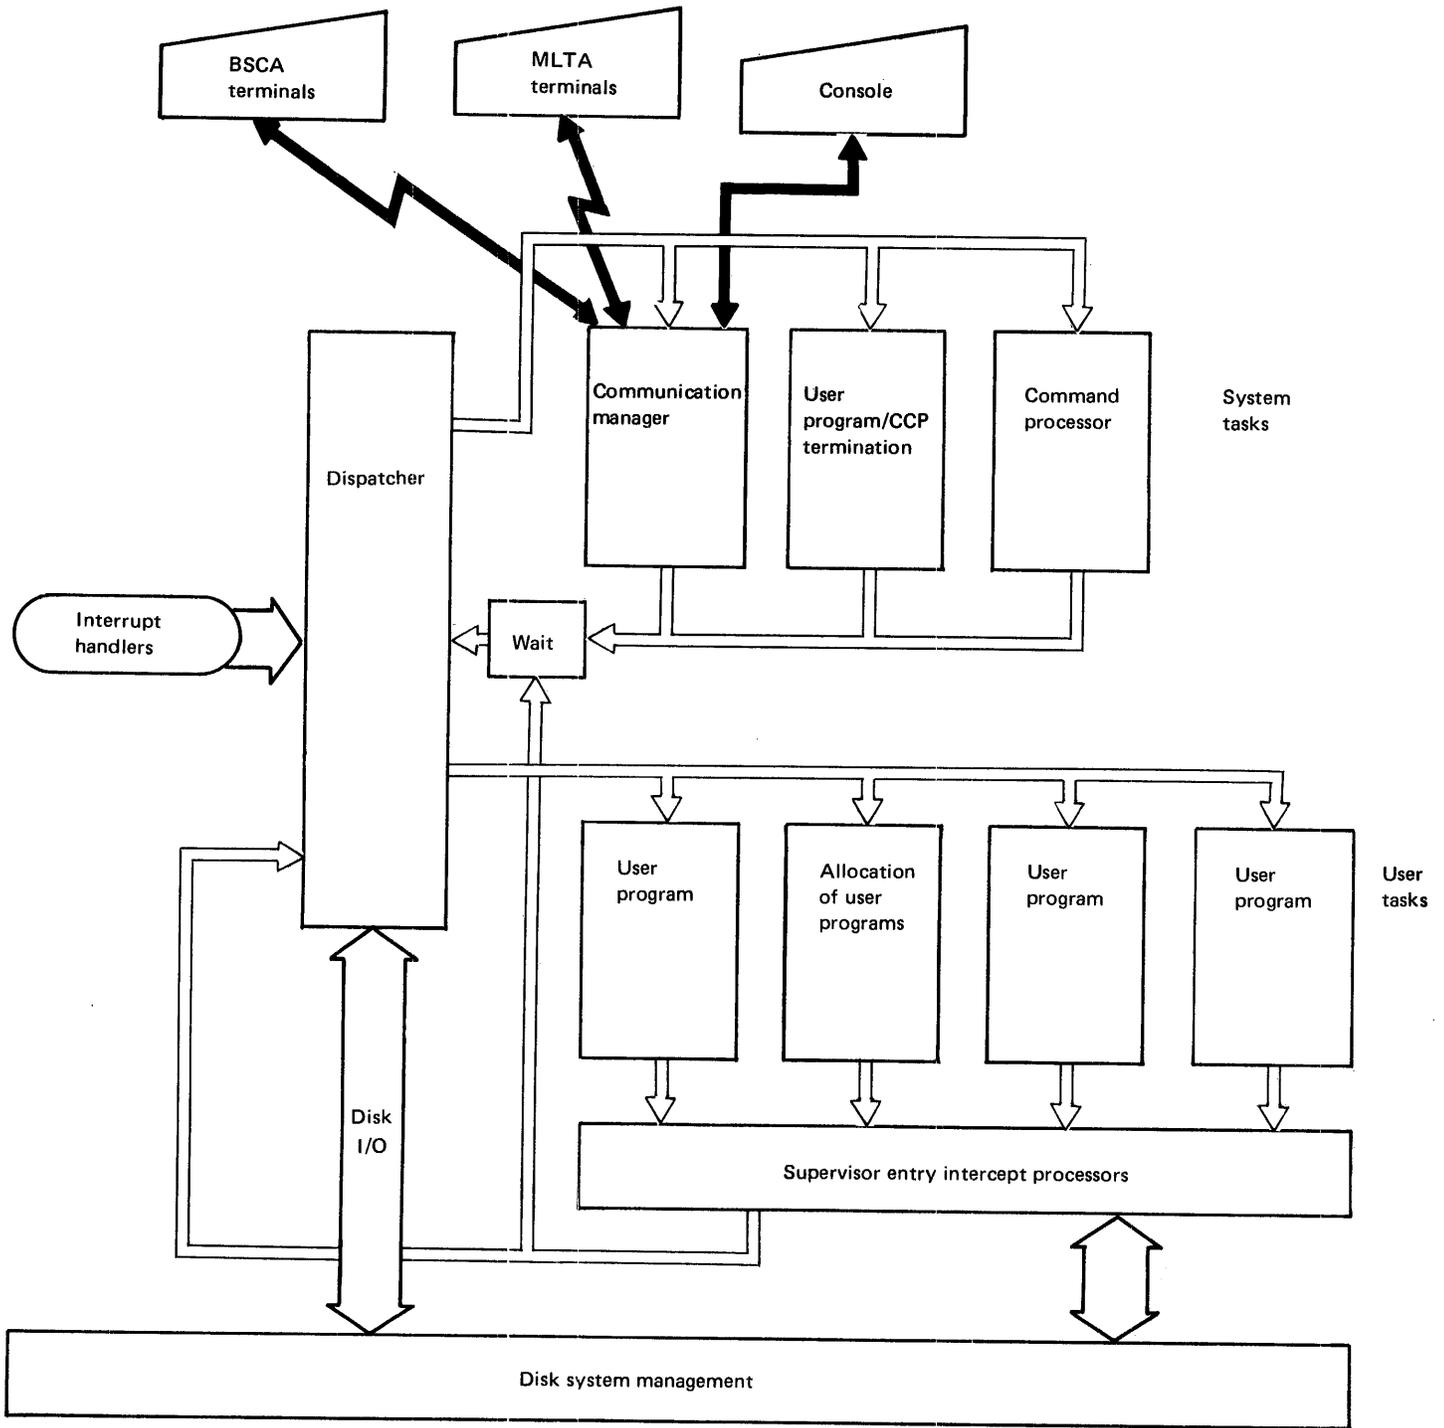 BSCA
terminals
MLTA
terminals
Console
Communication
manager
User
program/CCP
termination
Command
processor
System
tasks
Dispatcher
Interrupt
handlers
Wait
User
program
Allocation
of user
programs
User
program
User
program
User
tasks
Disk
I/O
Supervisor entry intercept processors
Disk system management